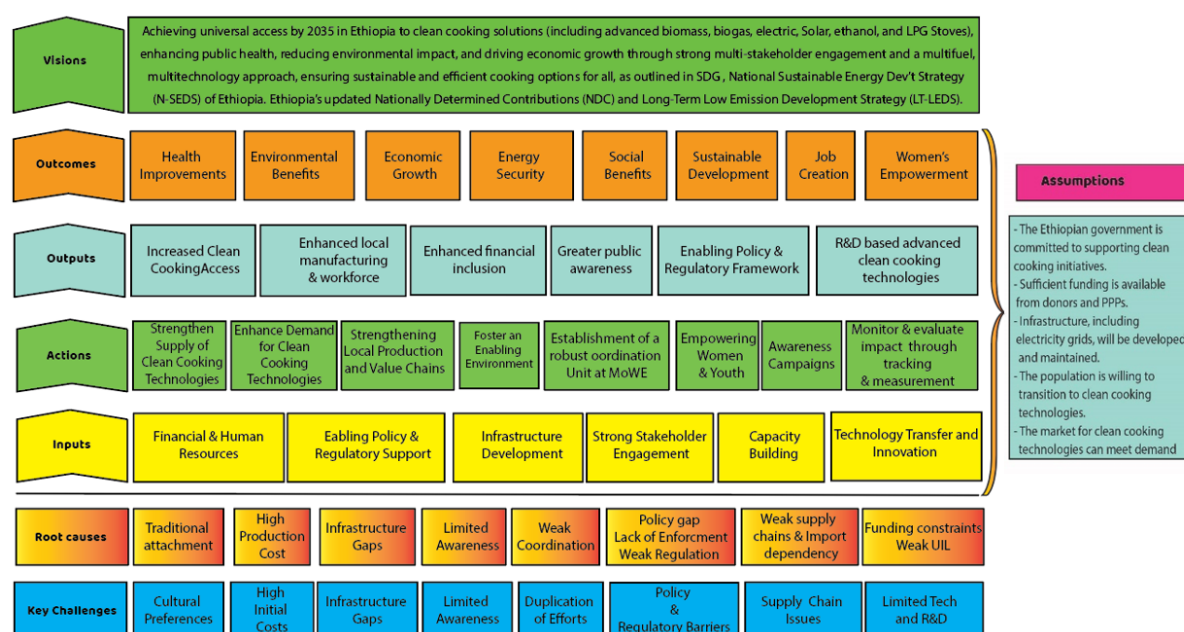 Visions
Achieving universal access by 2035 in Ethiopia to clean cooking solutions (including advanced biomass, biogas, electric, Solar, ethanol, and LPG Stoves),
enhancing public health, reducing environmental impact, and driving economic growth through strong multi-stakeholder engagement and a multifuel,
multitechnology approach, ensuring sustainable and efficient cooking options for all, as outlined in SDG , National Sustainable Energy Dev't Strategy
(N-SEDS) of Ethiopia. Ethiopia's updated Nationally Determined Contributions (NDC) and Long-Term Low Emission Development Strategy (LT-LEDS).
Outcomes
Health
Improvements
Environmental
Benefits
Economic
Growth
Energy
Security
Social
Benefits
Sustainable
Development
Job
Creation
Women's
Empowerment
Outputs
Increased Clean
CookingAccess
Enhanced local
manufacturing
& workforce
Enhanced financial
inclusion
Greater public
awareness
Enabling Policy &
Regulatory Framework
R&D based advanced
clean cooking
technologies
Actions
Strengthen
Supply of
Clean Cooking
Technologies
Enhance Demand
for Clean
Cooking
Technologies
Strengthening
Local Production
and Value Chains
Foster an
Enabling
Environment
Establishment of a
robust oordination
Unit at MoWE
Empowering
Women
& Youth
Awareness
Campaigns
Monitor & evaluate
impact through
tracking
& measurement
Inputs
Financial & Human
Resources
Eabling Policy &
Regulatory Support
Infrastructure
Development
Strong Stakeholder
Engagement
Capacity
Building
Technology Transfer and
Innovation
Root causes
Traditional
attachment
High
Production
Cost
Infrastructure
Gaps
Limited
Awareness
Weak
Coordination
Policy gap
Lack of Enforcment
Weak Regulation
Weak supply
chains & Import
dependency
Funding constraints
Weak UIL
Key Challenges
Cultural
Preferences
High
Initial
Costs
Infrastructure
Gaps
Limited
Awareness
Duplication
of Efforts
Policy
&
Regulatory Barriers
Supply Chain
Issues
Limited Tech
and R&D
Assumptions
- The Ethiopian government is
committed to supporting clean
cooking initiatives.
- Sufficient funding is available
from donors and PPPs.
- Infrastructure, including
electricity grids, will be developed
and maintained.
- The population is willing to
transition to clean cooking
technologies.
- The market for clean cooking
technologies can meet demand